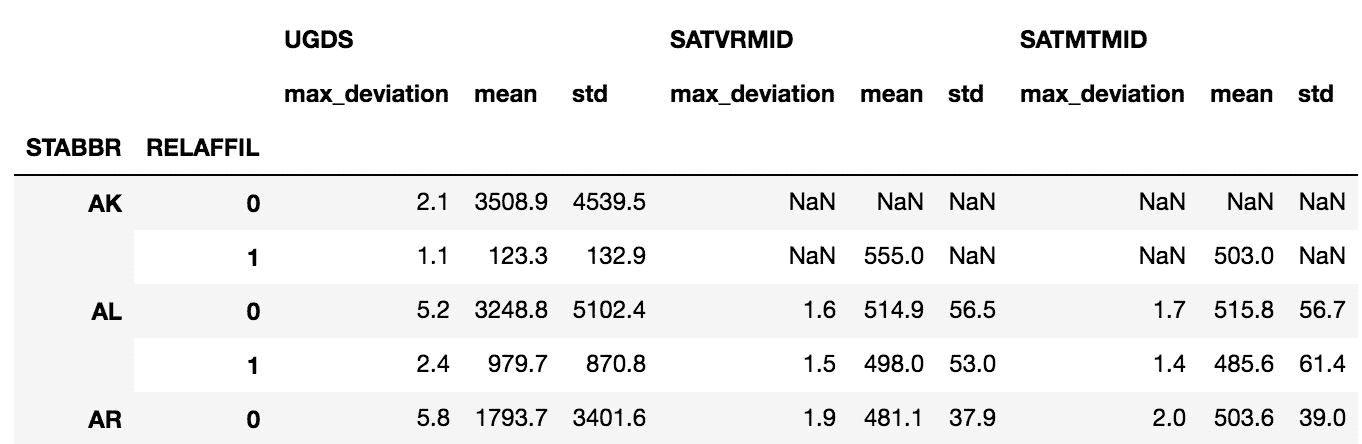 UGDS SATVRMID SATMTMID
max_deviation mean std max_deviation mean std max_deviation mean std
STABBR RELAFFIL
AK 0 2.1 3508.9 4539.5 NaN NaN NaN NaN NaN NaN
1 1.1 123.3 132.9 NaN 555.0 NaN NaN 503.0 NaN
AL 0 5.2 3248.8 5102.4 1.6 514.9 56.5 1.7 515.8 56.7
1 2.4 979.7 870.8 1.5 498.0 53.0 1.4 485.6 61.4
AR 0 5.8 1793.7 3401.6 1.9 481.1 37.9 2.0 503.6 39.0